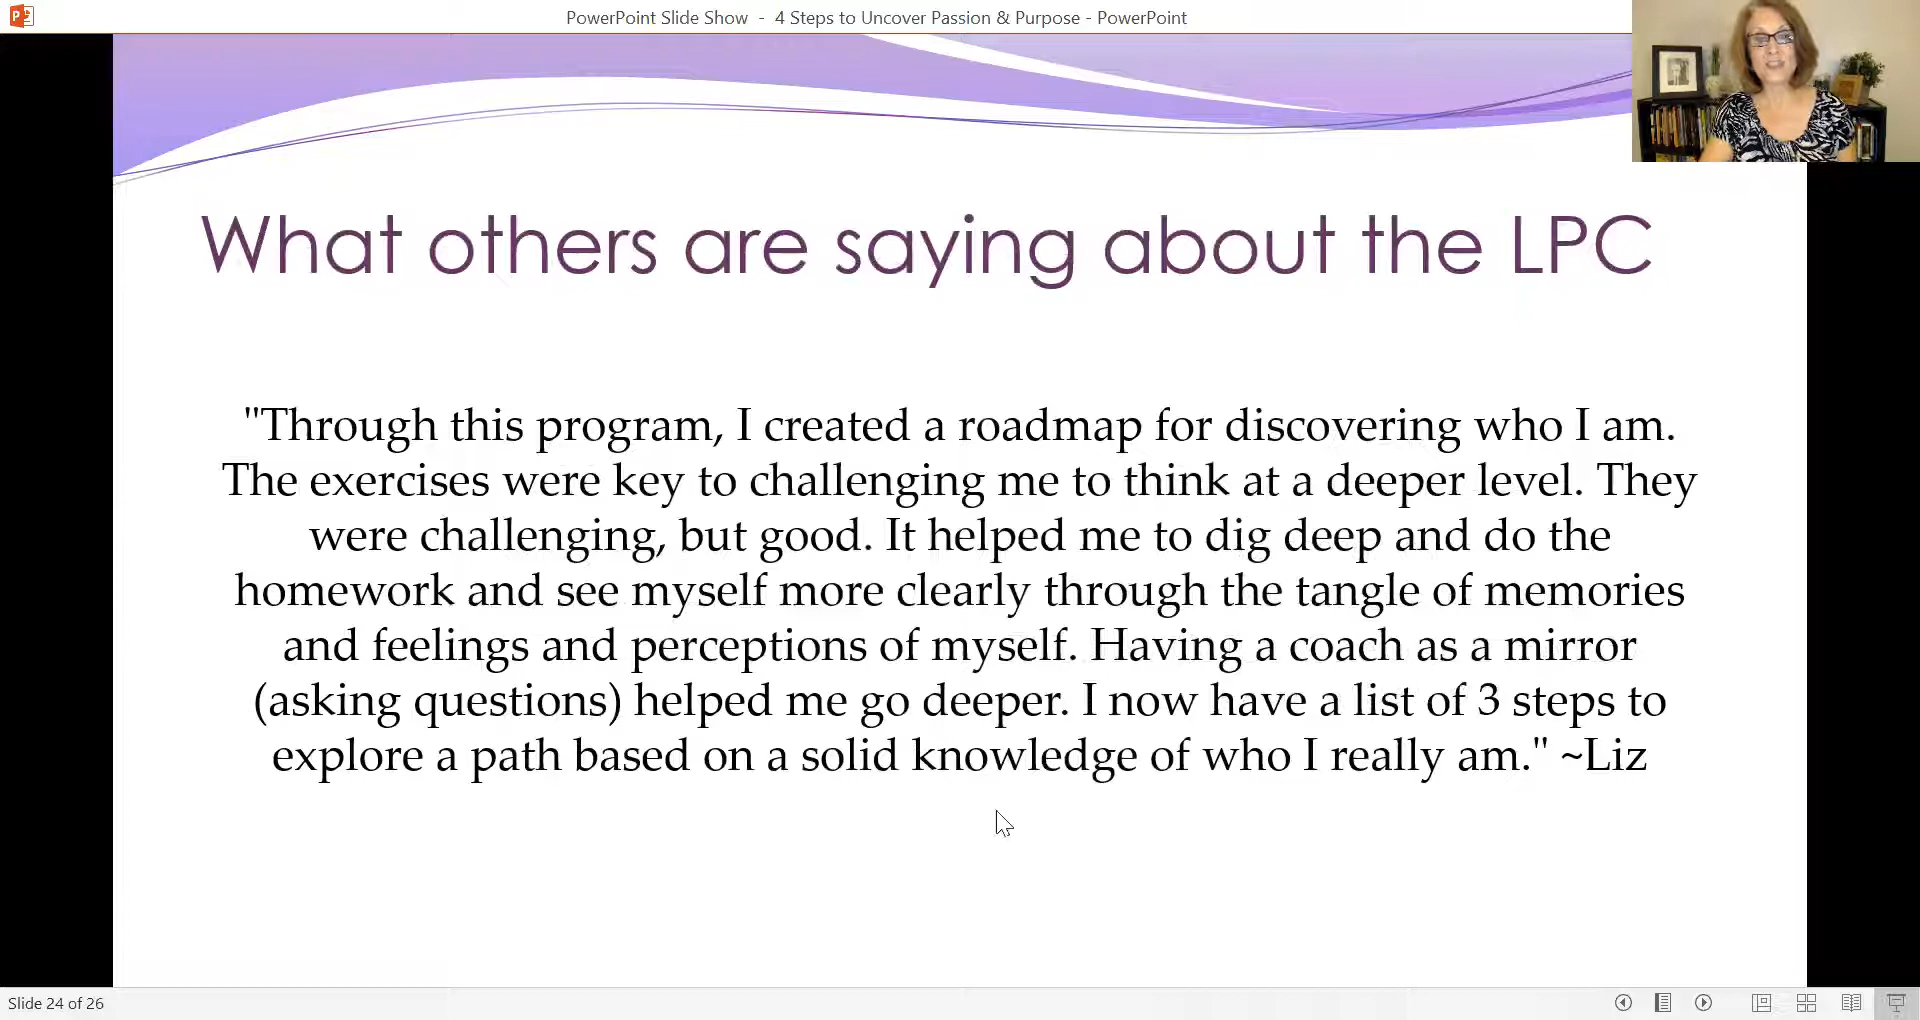 PowerPoint Slide Show - 4 Steps to Uncover Passion & Purpose - PowerPoint
What others are saying about the LPC
"Through this program, I created a roadmap for discovering who I am.
The exercises were key to challenging me to think at a deeper level. They
were challenging, but good. It helped me to dig deep and do the
homework and see myself more clearly through the tangle of memories
and feelings and perceptions of myself. Having a coach as a mirror
(asking questions) helped me go deeper. I now have a list of 3 steps to
explore a path based on a solid knowledge of who I really am." ~Liz
Slide 24 of 26